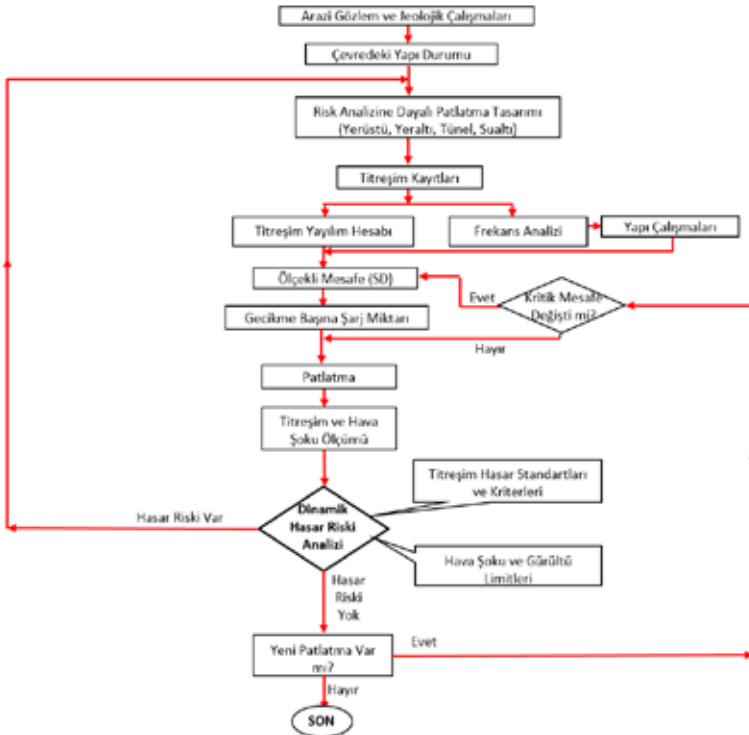 Arazi Gözlem ve Jeolojik Çalışmaları
Çevredeki Yapı Durumu
Risk Analizine Dayalı Patlatma Tasarımı
(Yerüstü, Yeraltı, Tünel, Sualtı)
Titreşim Kayıtları
Titreşim Yayılım Hesabı
Frekans Analizi
Yapı Çalışmaları
Ölçekli Mesafe (SD)
Evet
Kritik Mesafe
Değişti mi?
Gecikme Başına Şarj Miktarı
Hayır
Patlatma
Titreşim ve Hava
Şoku Ölçümü
Titreşim Hasar Standartları
ve Kriterleri
Hasar Riski Var
Dinamik
Hasar Riski
Analizi
Hava Şoku ve Gürültü
Limitleri
Hasar
Riski
Yok
Yeni Patlatma Var
mı?
Evet
Hayır
SON